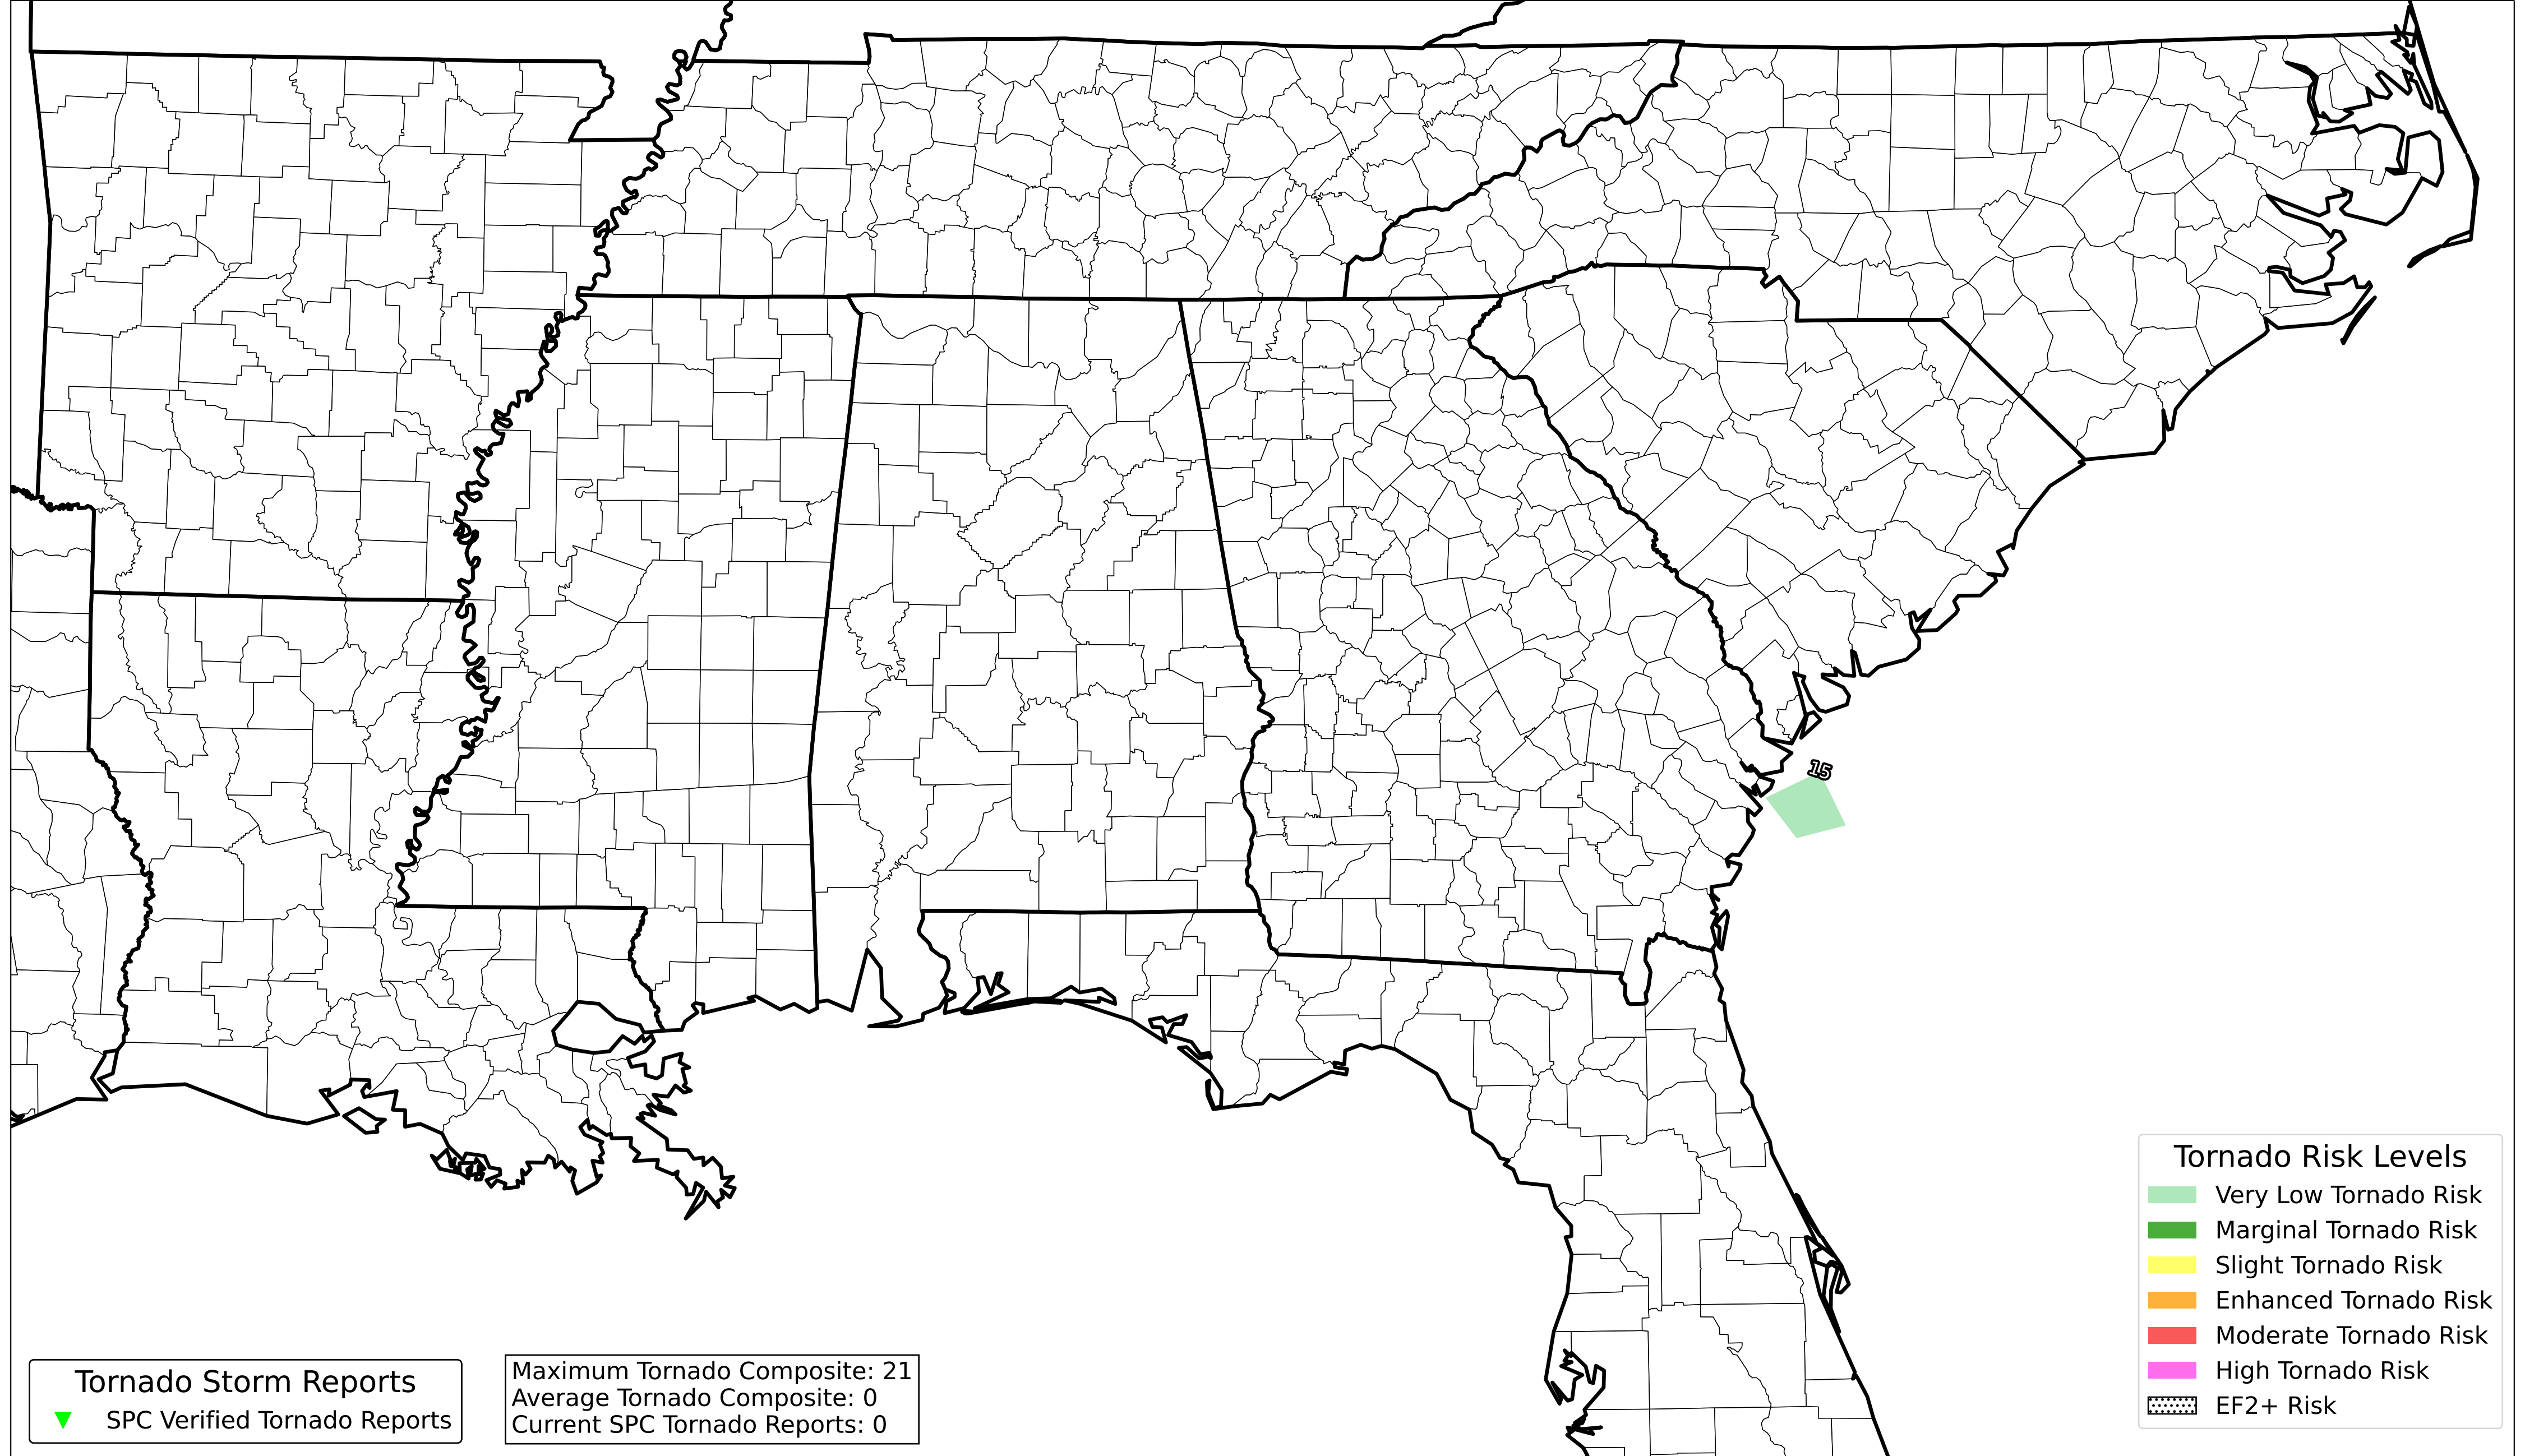 15
Tornado Risk Levels
Very Low Tornado Risk
Marginal Tornado Risk
Slight Tornado Risk
Enhanced Tornado Risk
Moderate Tornado Risk
High Tornado Risk
EF2+ Risk
Tornado Storm Reports
SPC Verified Tornado Reports
Maximum Tornado Composite: 21
Average Tornado Composite: 0
Current SPC Tornado Reports: 0